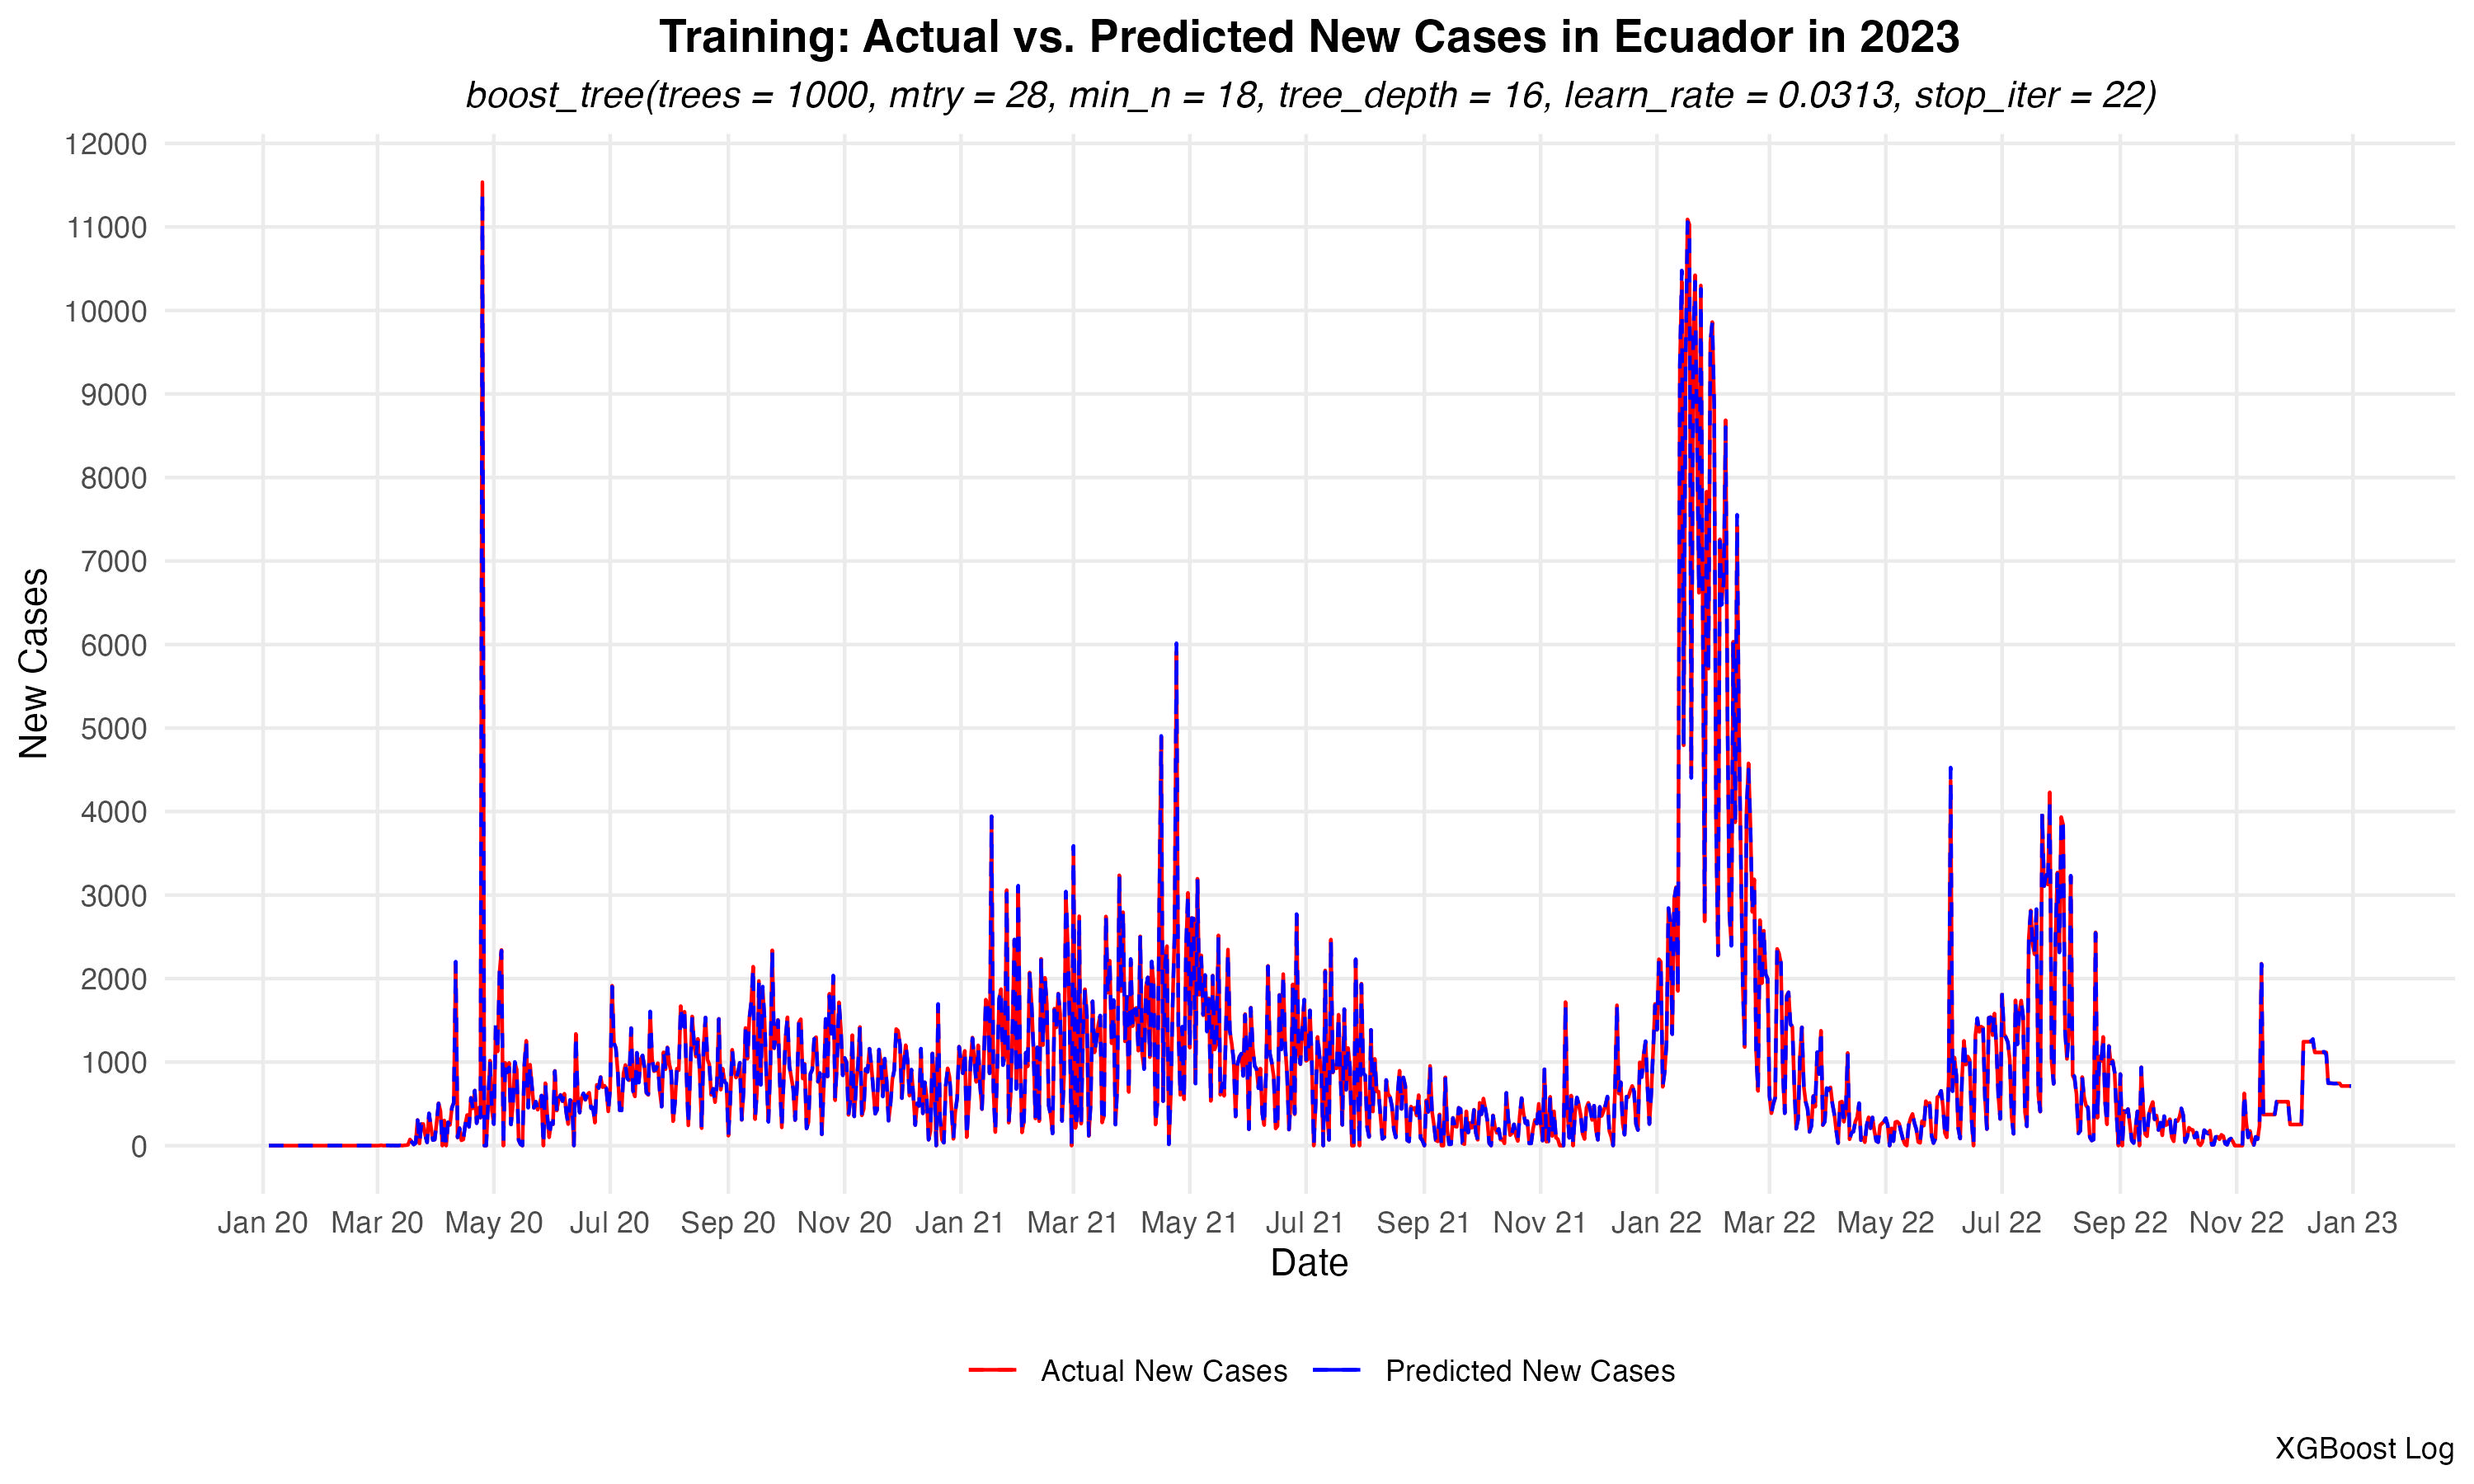 Training: Actual vs. Predicted New Cases in Ecuador in 2023
boost_tree(trees = 1000, mtry = 28, min_n = 18, tree_depth = 16, learn_rate = 0.0313, stop_iter = 22)
12000
11000
10000
9000
8000
7000
6000
5000
4000
3000
2000
1000
0
New Cases
Jan 20 Mar 20 May 20 Jul 20 Sep 20 Nov 20 Jan 21 Mar 21 May 21 Jul 21 Sep 21 Nov 21 Jan 22 Mar 22 May 22 Jul 22 Sep 22 Nov 22 Jan 23
Date
Actual New Cases Predicted New Cases
XGBoost Log